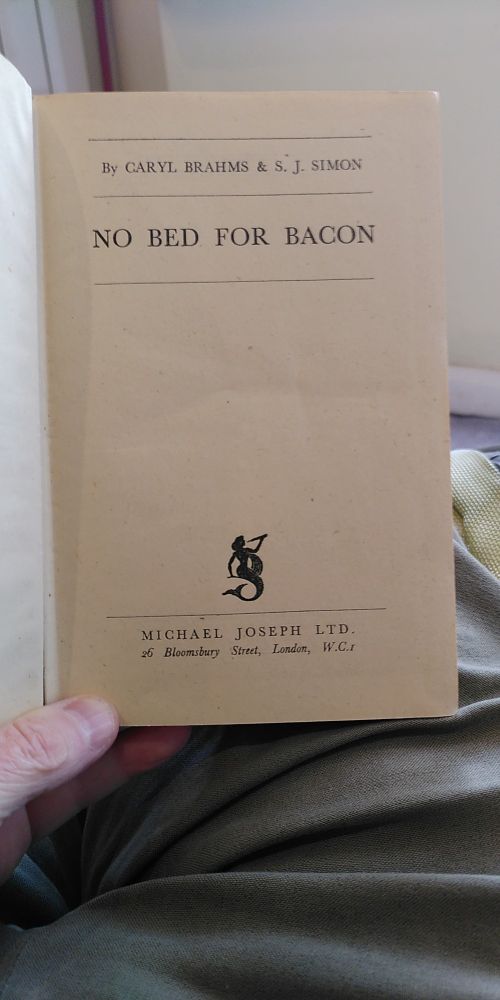 By CARYL BRAHMS & S. J. SIMON
NO BED FOR BACON
MICHAEL JOSEPH LTD.
26 Bloomsbury Street, London, W.C.1